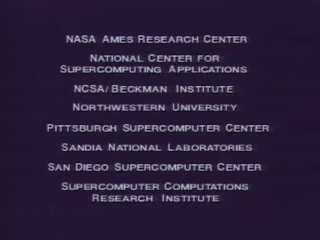 NASA Ames Research Center
National Center for
Supercomputing Applications
NCSA/Beckman Institute
Northwestern University
Pittsburgh Supercomputer Center
Sandia National Laboratories
San Diego Supercomputer Center
Supercomputer Computations
Research Institute